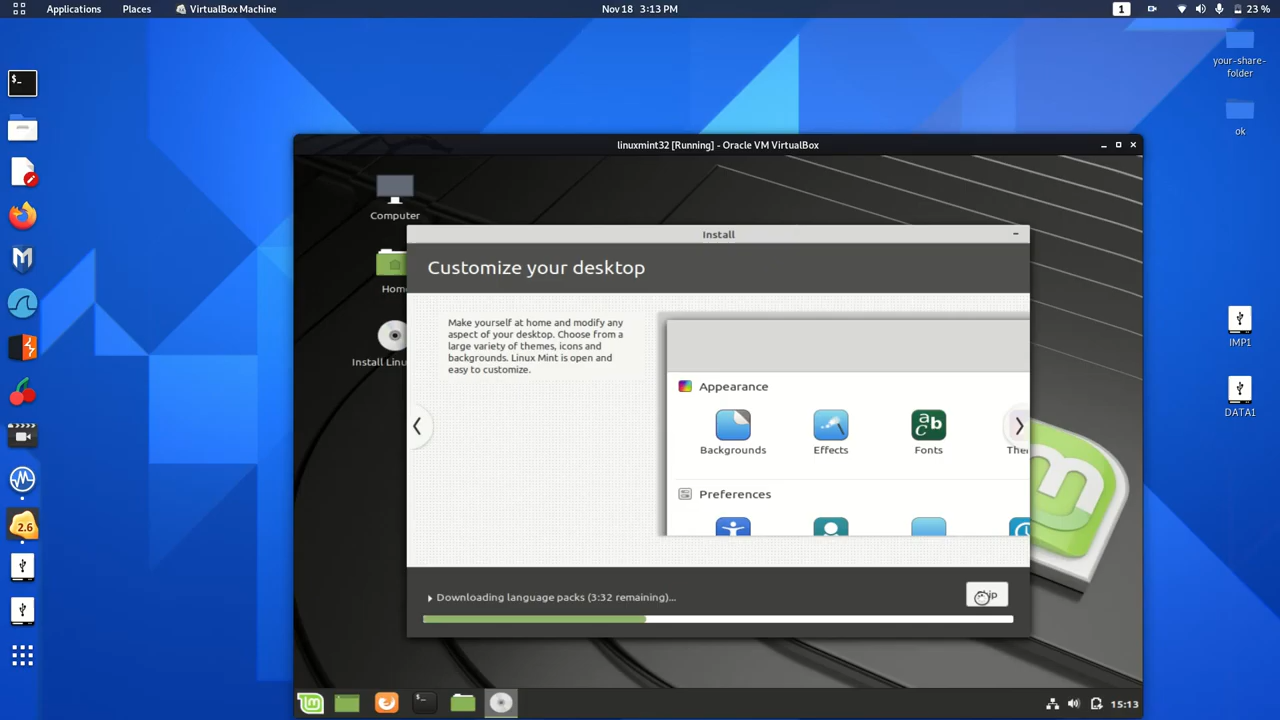 Applications Places VirtualBox Machine Nov 18 3:13 PM 1 23 %
your-share-folder
ok
$_
linuxmint32 [Running] - Oracle VM VirtualBox
Computer
Install
Customize your desktop
Home
Make yourself at home and modify any
aspect of your desktop. Choose from a
large variety of themes, icons and
backgrounds. Linux Mint is open and
easy to customize.
Install Linu
IMP1
DATA1
Appearance
Backgrounds Effects Fonts
Preferences
2.6
Downloading language packs (3:32 remaining)...
15:13